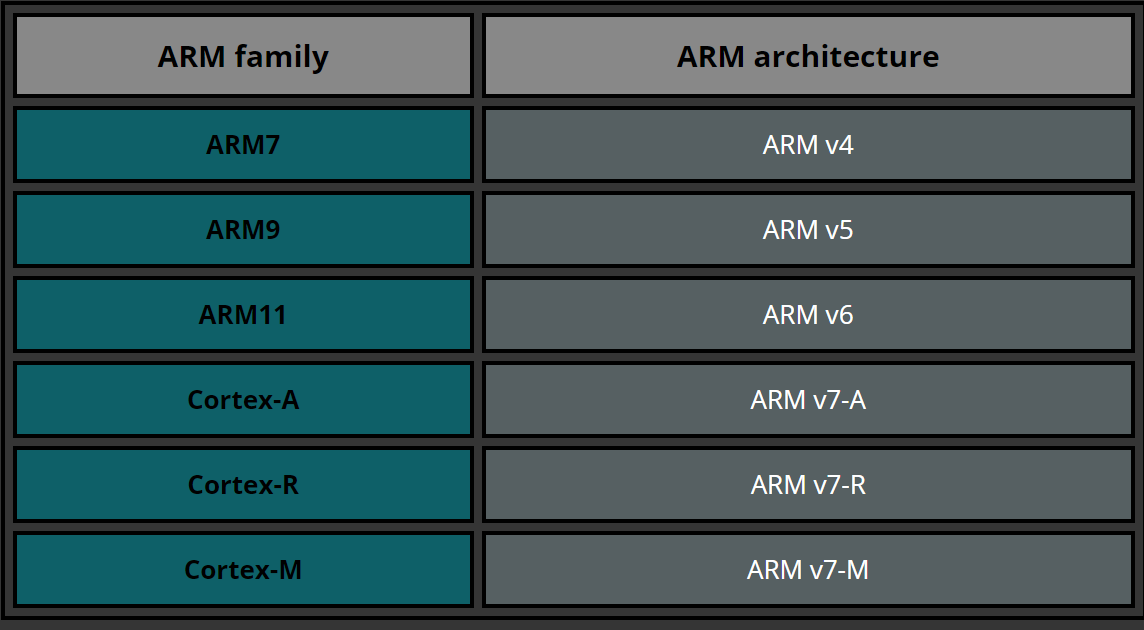 ARM family ARM architecture
ARM7 ARM v4
ARM9 ARM v5
ARM11 ARM v6
Cortex-A ARM v7-A
Cortex-R ARM v7-R
Cortex-M ARM v7-M